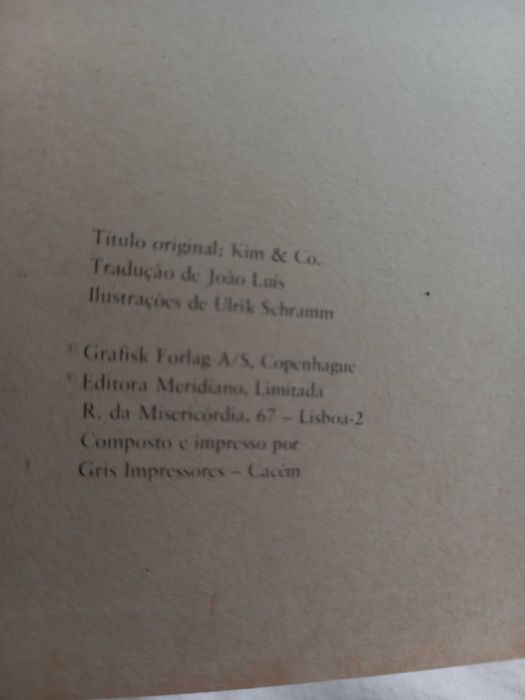 Título original: Kim & Co.
Tradução de João Luís
Ilustrações de Ulrik Schramm
© Grafisk Forlag A/S, Copenhague
© Editora Meridiano, Limitada
R. da Misericórdia, 67 – Lisboa-2
Composto e impresso por
Gris Impressores – Cacém